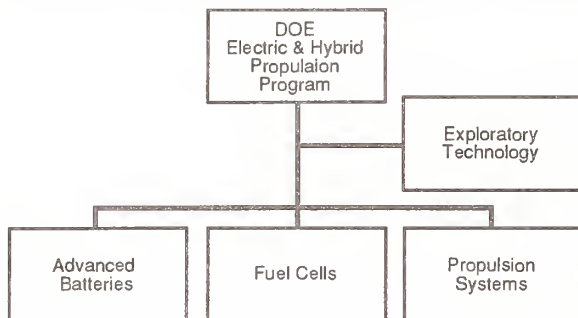 DOE
Electric & Hybrid
Propulaion
Program
Exploratory
Technology
Advanced
Batteries
Fuel Cells
Propulsion
Systems